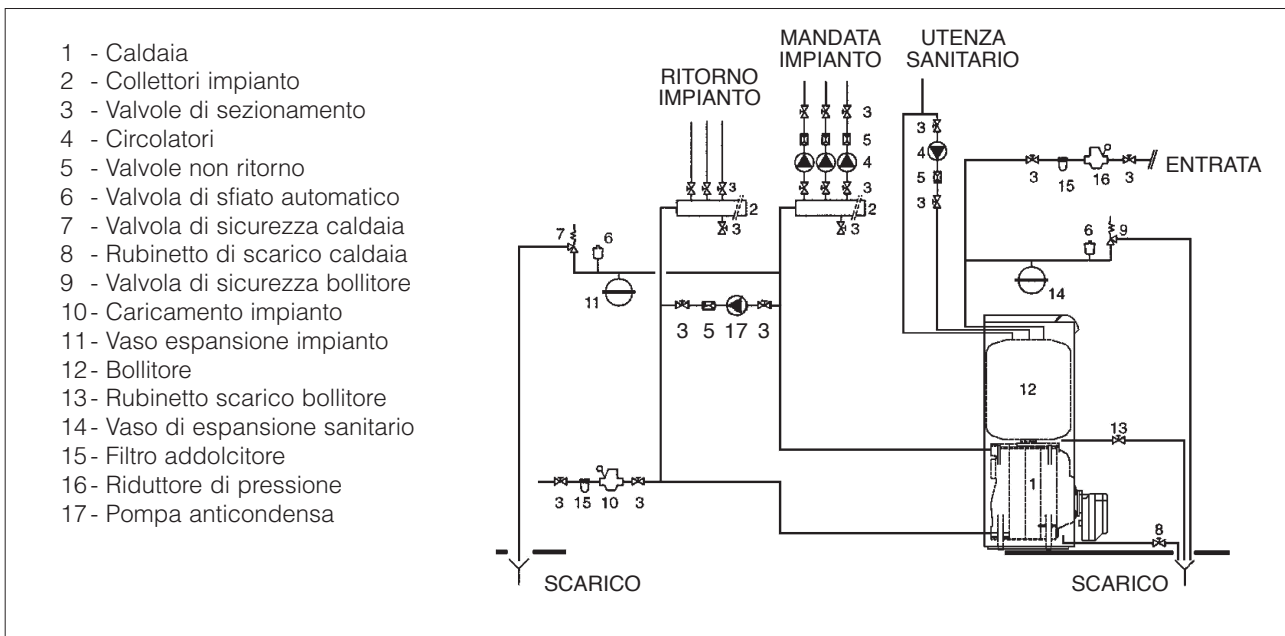 1 - Caldaia
2 - Collettori impianto
3 - Valvole di sezionamento
4 - Circolatori
5 - Valvole non ritorno
6 - Valvola di sfiato automatico
7 - Valvola di sicurezza caldaia
8 - Rubinetto di scarico caldaia
9 - Valvola di sicurezza bollitore
10 - Caricamento impianto
11 - Vaso espansione impianto
12 - Bollitore
13 - Rubinetto scarico bollitore
14 - Vaso di espansione sanitario
15 - Filtro addolcitore
16 - Riduttore di pressione
17 - Pompa anticondensa
RITORNO
IMPIANTO
MANDATA
IMPIANTO
UTENZA
SANITARIO
ENTRATA
3
5
4
3
3
2
3
3
2
3
3
4
5
3
3 15 16 3
7 6
11
6 9
14
3 5 17 3
12
13
1
3 15 10 3
8
SCARICO
SCARICO